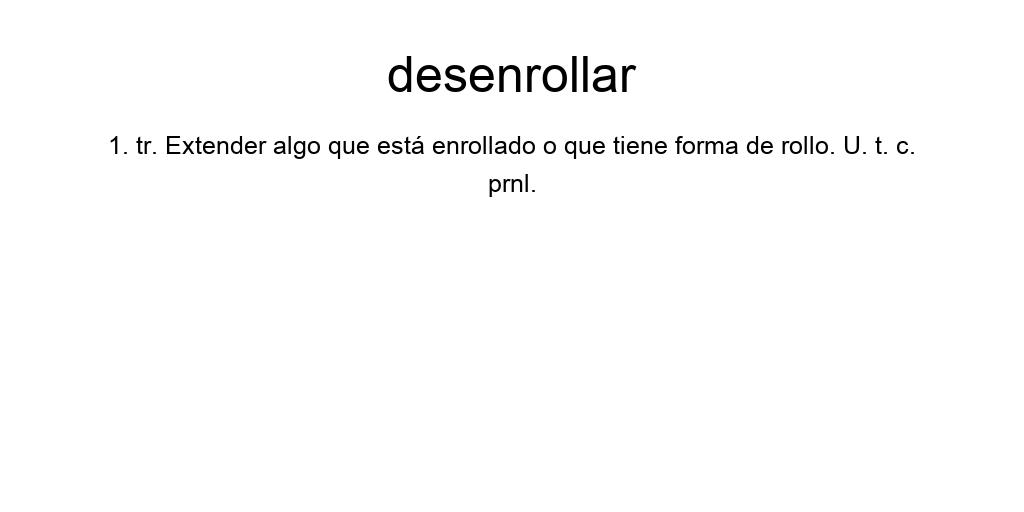 desenrollar
1. tr. Extender algo que está enrollado o que tiene forma de rollo. U. t. c.
prnl.